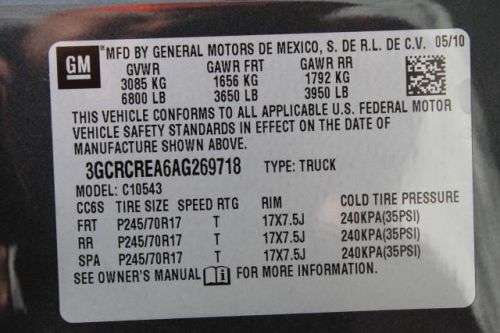 GM
MFD BY GENERAL MOTORS DE MEXICO, S. DE R.L. DE C.V. 05/10
GVWR GAWR FRT GAWR RR
3085 KG 1656 KG 1792 KG
6800 LB 3650 LB 3950 LB
THIS VEHICLE CONFORMS TO ALL APPLICABLE U.S. FEDERAL MOTOR
VEHICLE SAFETY STANDARDS IN EFFECT ON THE DATE OF
MANUFACTURE SHOWN ABOVE.
3GCRCREA6AG269718 TYPE: TRUCK
MODEL: C10543
CC6S TIRE SIZE SPEED RTG RIM COLD TIRE PRESSURE
FRT P245/70R17 T 17X7.5J 240KPA(35PSI)
RR P245/70R17 T 17X7.5J 240KPA(35PSI)
SPA P245/70R17 T 17X7.5J 240KPA(35PSI)
SEE OWNER'S MANUAL FOR MORE INFORMATION.